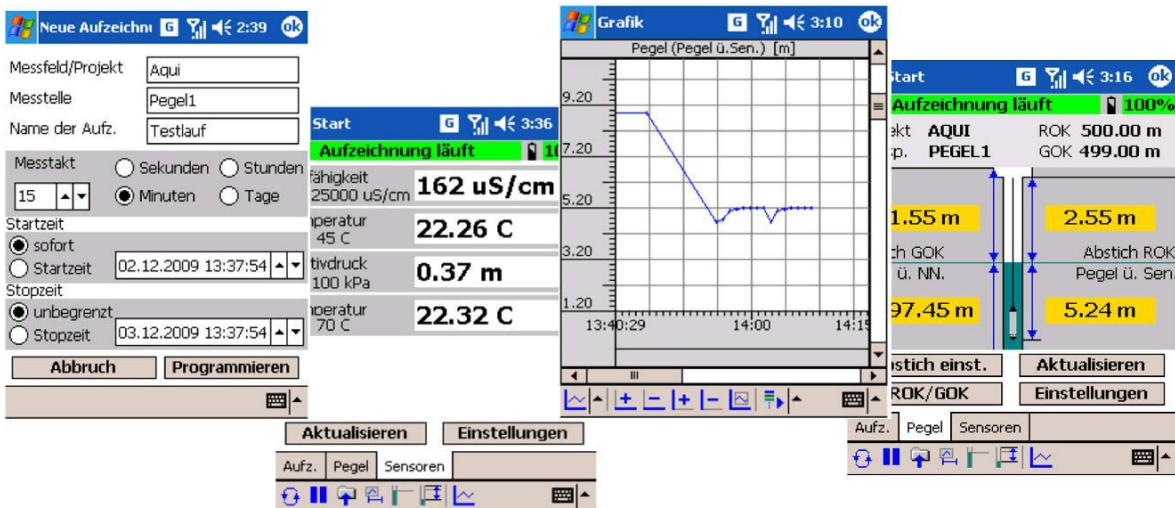 Neue Aufzeichn G 2:39 ok
Messfeld/Projekt Aqui
Messtelle Pegel1
Name der Aufz. Testlauf
Messtakt
Sekunden Stunden
15 Minuten Tage
Startzeit
sofort
Startzeit 02.12.2009 13:37:54
Stopzeit
unbegrenzt
Stopzeit 03.12.2009 13:37:54
Abbruch Programmieren
Start G 3:36
Aufzeichnung läuft
fähigkeit
25000 uS/cm 162 uS/cm
peratur
45 C 22.26 C
tivdruck
100 kPa 0.37 m
peratur
70 C 22.32 C
Aktualisieren Einstellungen
Aufz. Pegel Sensoren
Grafik G 3:10 ok
Pegel (Pegel ü.Sen.) [m]
9.20
7.20
5.20
3.20
1.20
13:40:29 14:00 14:15
Start G 3:16 ok
Aufzeichnung läuft 100%
ekt AQUI ROK 500.00 m
sp. PEGEL1 GOK 499.00 m
1.55 m 2.55 m
ch GOK Abstich ROK
ü. NN. Pegel ü. Sen.
97.45 m 5.24 m
bstich einst. Aktualisieren
ROK/GOK Einstellungen
Aufz. Pegel Sensoren